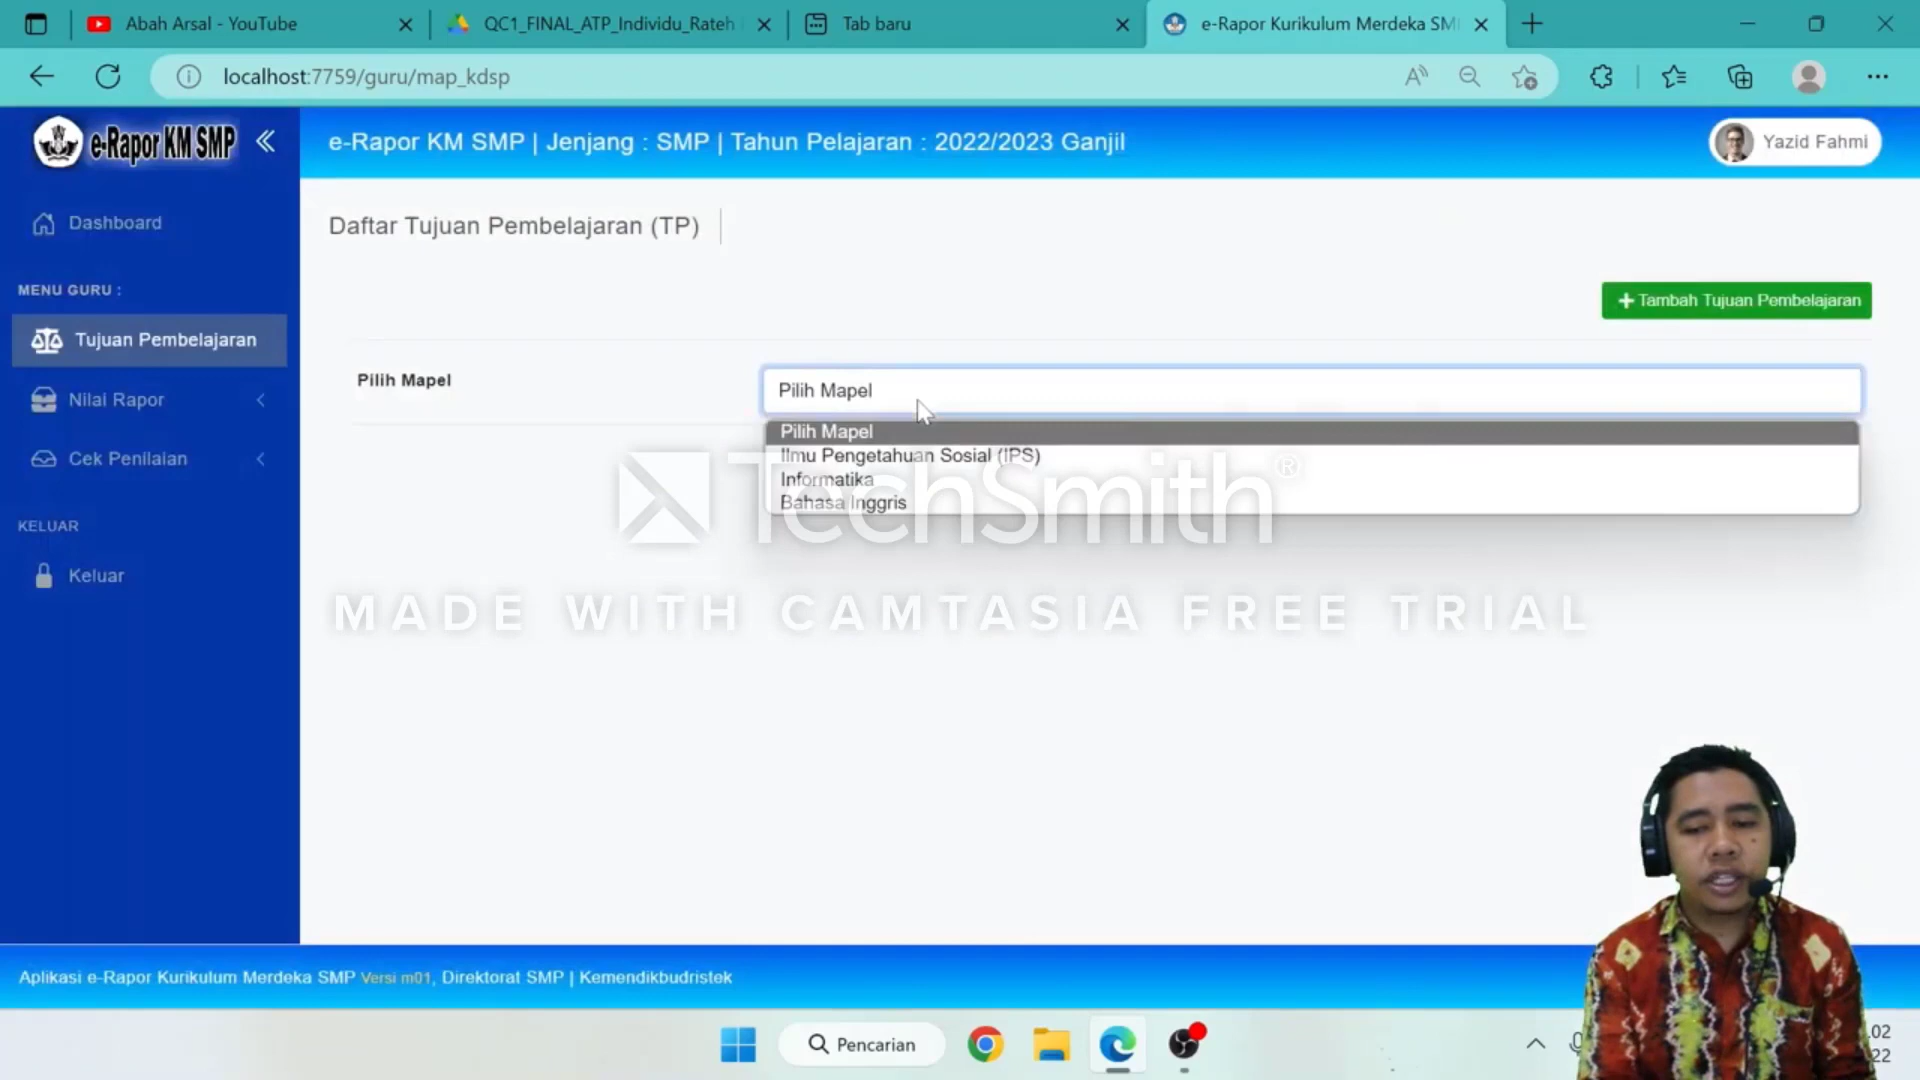 Abah Arsal - YouTube
QC1_FINAL_ATP_Individu_Rateh
Tab baru
e-Rapor Kurikulum Merdeka SM
localhost:7759/guru/map_kdsp
e-Rapor KM SMP
e-Rapor KM SMP | Jenjang : SMP | Tahun Pelajaran : 2022/2023 Ganjil
Yazid Fahmi
Dashboard
MENU GURU :
Tujuan Pembelajaran
Nilai Rapor
Cek Penilaian
KELUAR
Keluar
Daftar Tujuan Pembelajaran (TP)
+ Tambah Tujuan Pembelajaran
Pilih Mapel
Pilih Mapel
Pilih Mapel
Ilmu Pengetahuan Sosial (IPS)
Informatika
Bahasa Inggris
TechSmith®
MADE WITH CAMTASIA FREE TRIAL
Aplikasi e-Rapor Kurikulum Merdeka SMP Versi m01, Direktorat SMP | Kemendikbudristek
Pencarian
.02
22